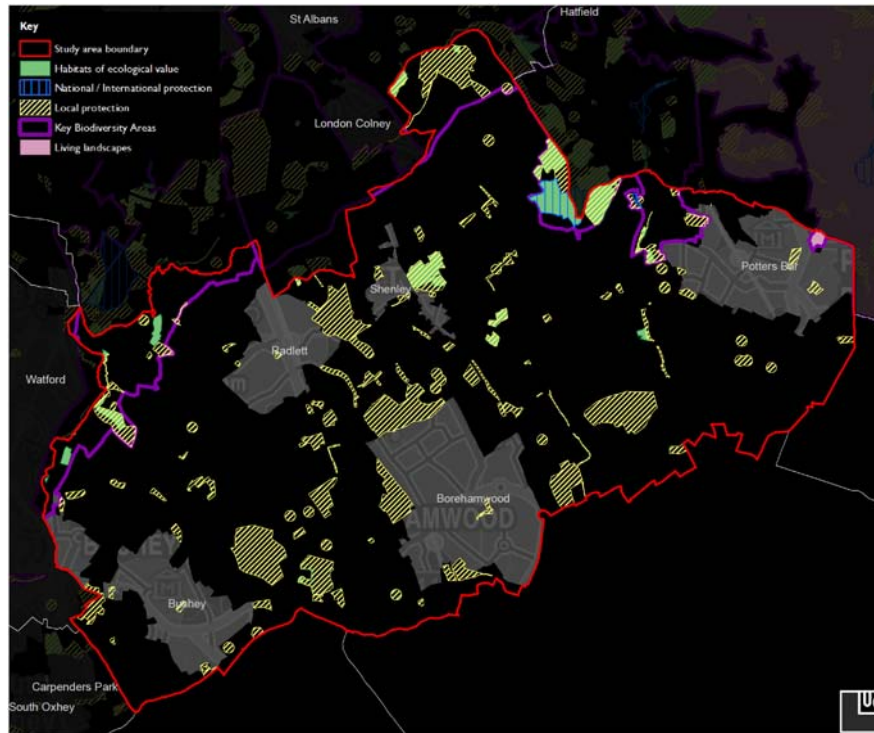 St Albans
Hatfield
Key
Study area boundary
Habitats of ecological value
National / International protection
Local protection
Key Biodiversity Areas
Living landscapes
London Colney
Potters Bar
Shenley
Radlett
Watford
Borehamwood
AMWOOD
Bushey
Carpenders Park
South Oxhey